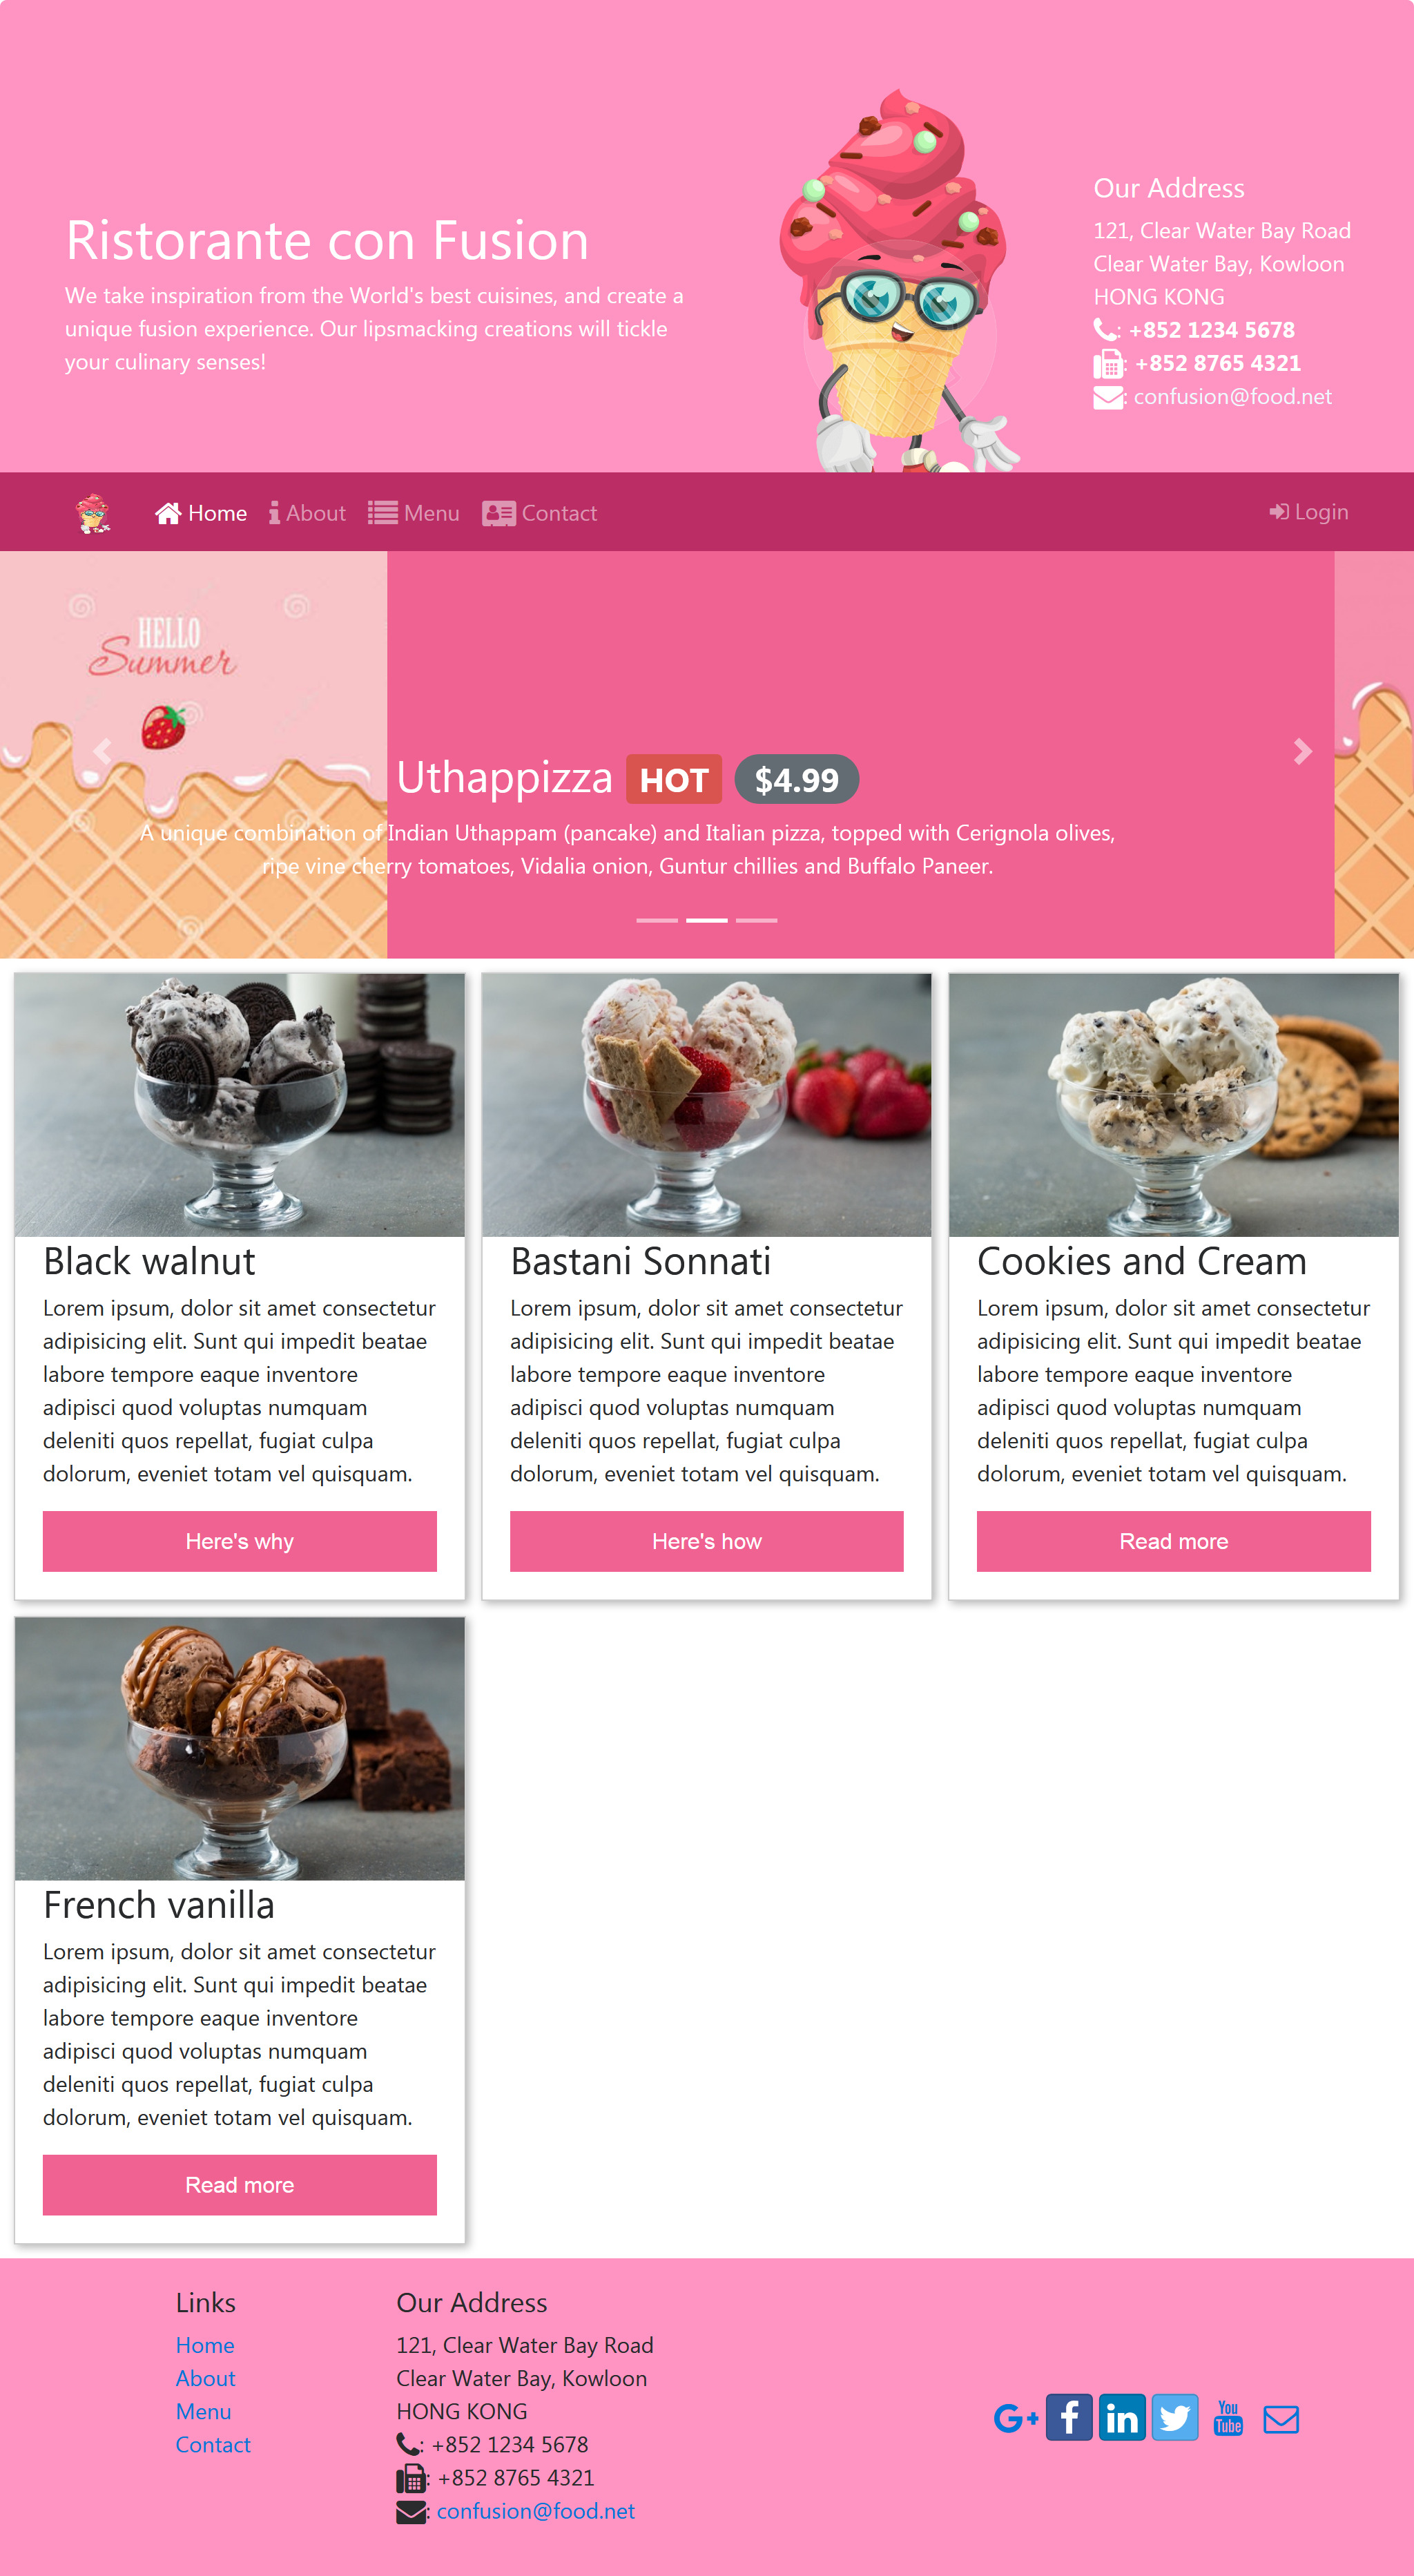 Ristorante con Fusion
We take inspiration from the World's best cuisines, and create a
unique fusion experience. Our lipsmacking creations will tickle
your culinary senses!
Our Address
121, Clear Water Bay Road
Clear Water Bay, Kowloon
HONG KONG
: +852 1234 5678
: +852 8765 4321
: confusion@food.net
Home About Menu Contact Login
HELLO
Summer
Uthappizza HOT $4.99
A unique combination of Indian Uthappam (pancake) and Italian pizza, topped with Cerignola olives,
ripe vine cherry tomatoes, Vidalia onion, Guntur chillies and Buffalo Paneer.
Black walnut
Lorem ipsum, dolor sit amet consectetur
adipisicing elit. Sunt qui impedit beatae
labore tempore eaque inventore
adipisci quod voluptas numquam
deleniti quos repellat, fugiat culpa
dolorum, eveniet totam vel quisquam.
Here's why
Bastani Sonnati
Lorem ipsum, dolor sit amet consectetur
adipisicing elit. Sunt qui impedit beatae
labore tempore eaque inventore
adipisci quod voluptas numquam
deleniti quos repellat, fugiat culpa
dolorum, eveniet totam vel quisquam.
Here's how
Cookies and Cream
Lorem ipsum, dolor sit amet consectetur
adipisicing elit. Sunt qui impedit beatae
labore tempore eaque inventore
adipisci quod voluptas numquam
deleniti quos repellat, fugiat culpa
dolorum, eveniet totam vel quisquam.
Read more
French vanilla
Lorem ipsum, dolor sit amet consectetur
adipisicing elit. Sunt qui impedit beatae
labore tempore eaque inventore
adipisci quod voluptas numquam
deleniti quos repellat, fugiat culpa
dolorum, eveniet totam vel quisquam.
Read more
Links
Home
About
Menu
Contact
Our Address
121, Clear Water Bay Road
Clear Water Bay, Kowloon
HONG KONG
: +852 1234 5678
: +852 8765 4321
: confusion@food.net
G+ f in You
Tube